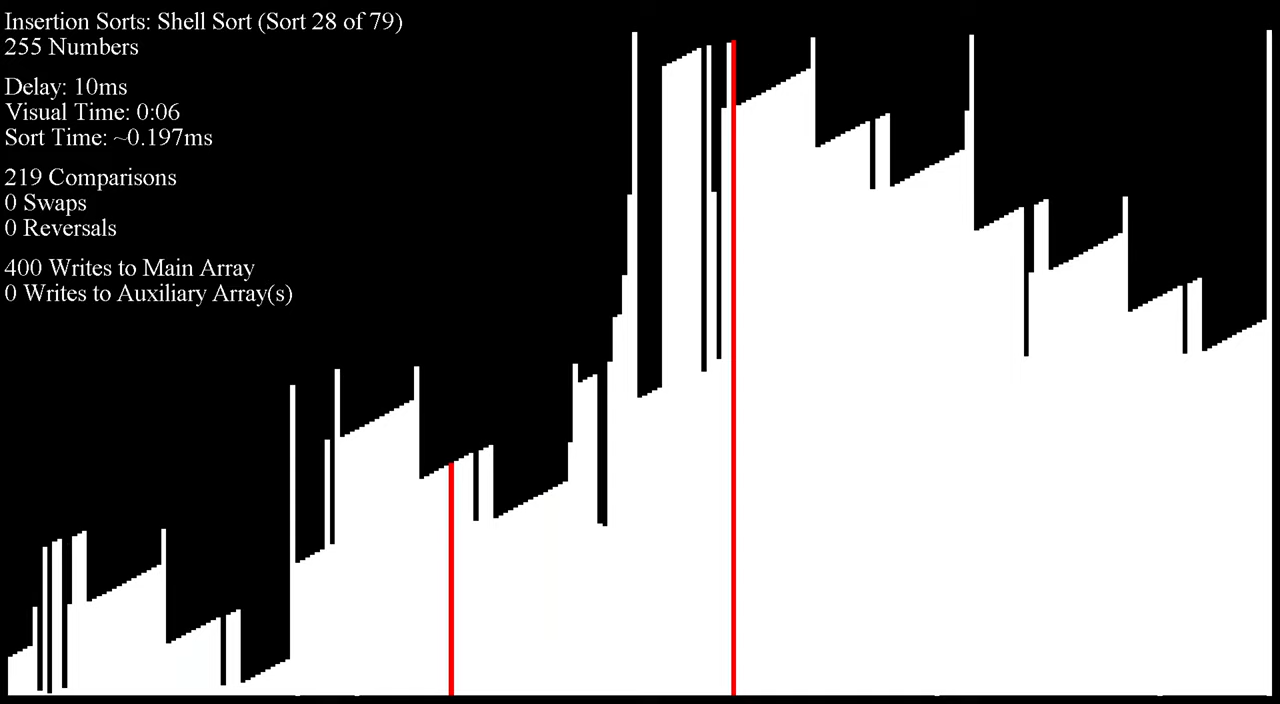 Insertion Sorts: Shell Sort (Sort 28 of 79)
255 Numbers
Delay: 10ms
Visual Time: 0:06
Sort Time: ~0.197ms
219 Comparisons
0 Swaps
0 Reversals
400 Writes to Main Array
0 Writes to Auxiliary Array(s)